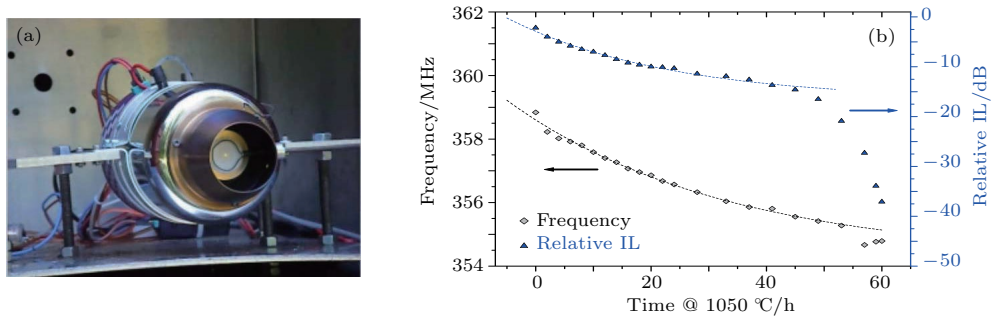 (a)
(b)
362
360
358
356
354
Frequency/MHz
0
−10
−20
−30
−40
−50
Relative IL/dB
Frequency
Relative IL
0
20
40
60
Time @ 1050 ℃/h